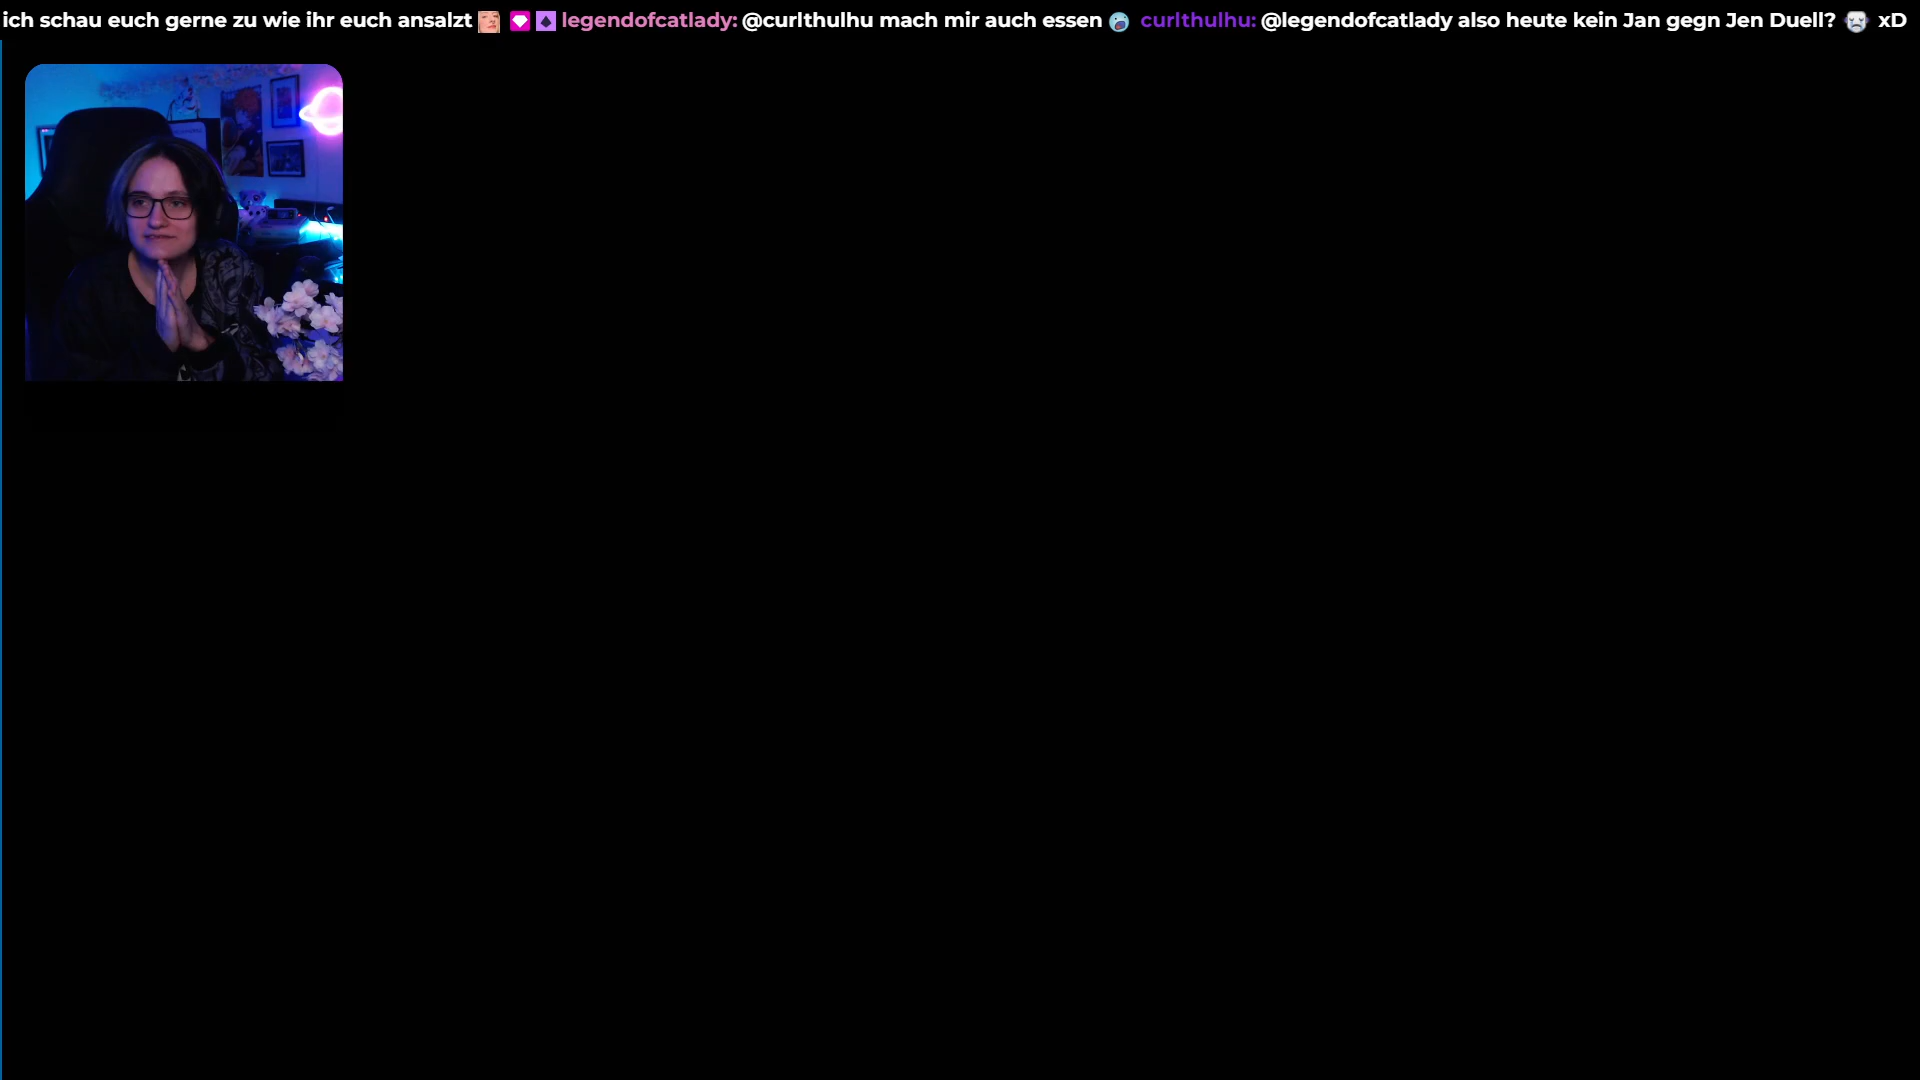 ich schau euch gerne zu wie ihr euch ansalzt legendofcatlady: @curlthulhu mach mir auch essen curlthulhu: @legendofcatlady also heute kein Jan gegn Jen Duell? xD